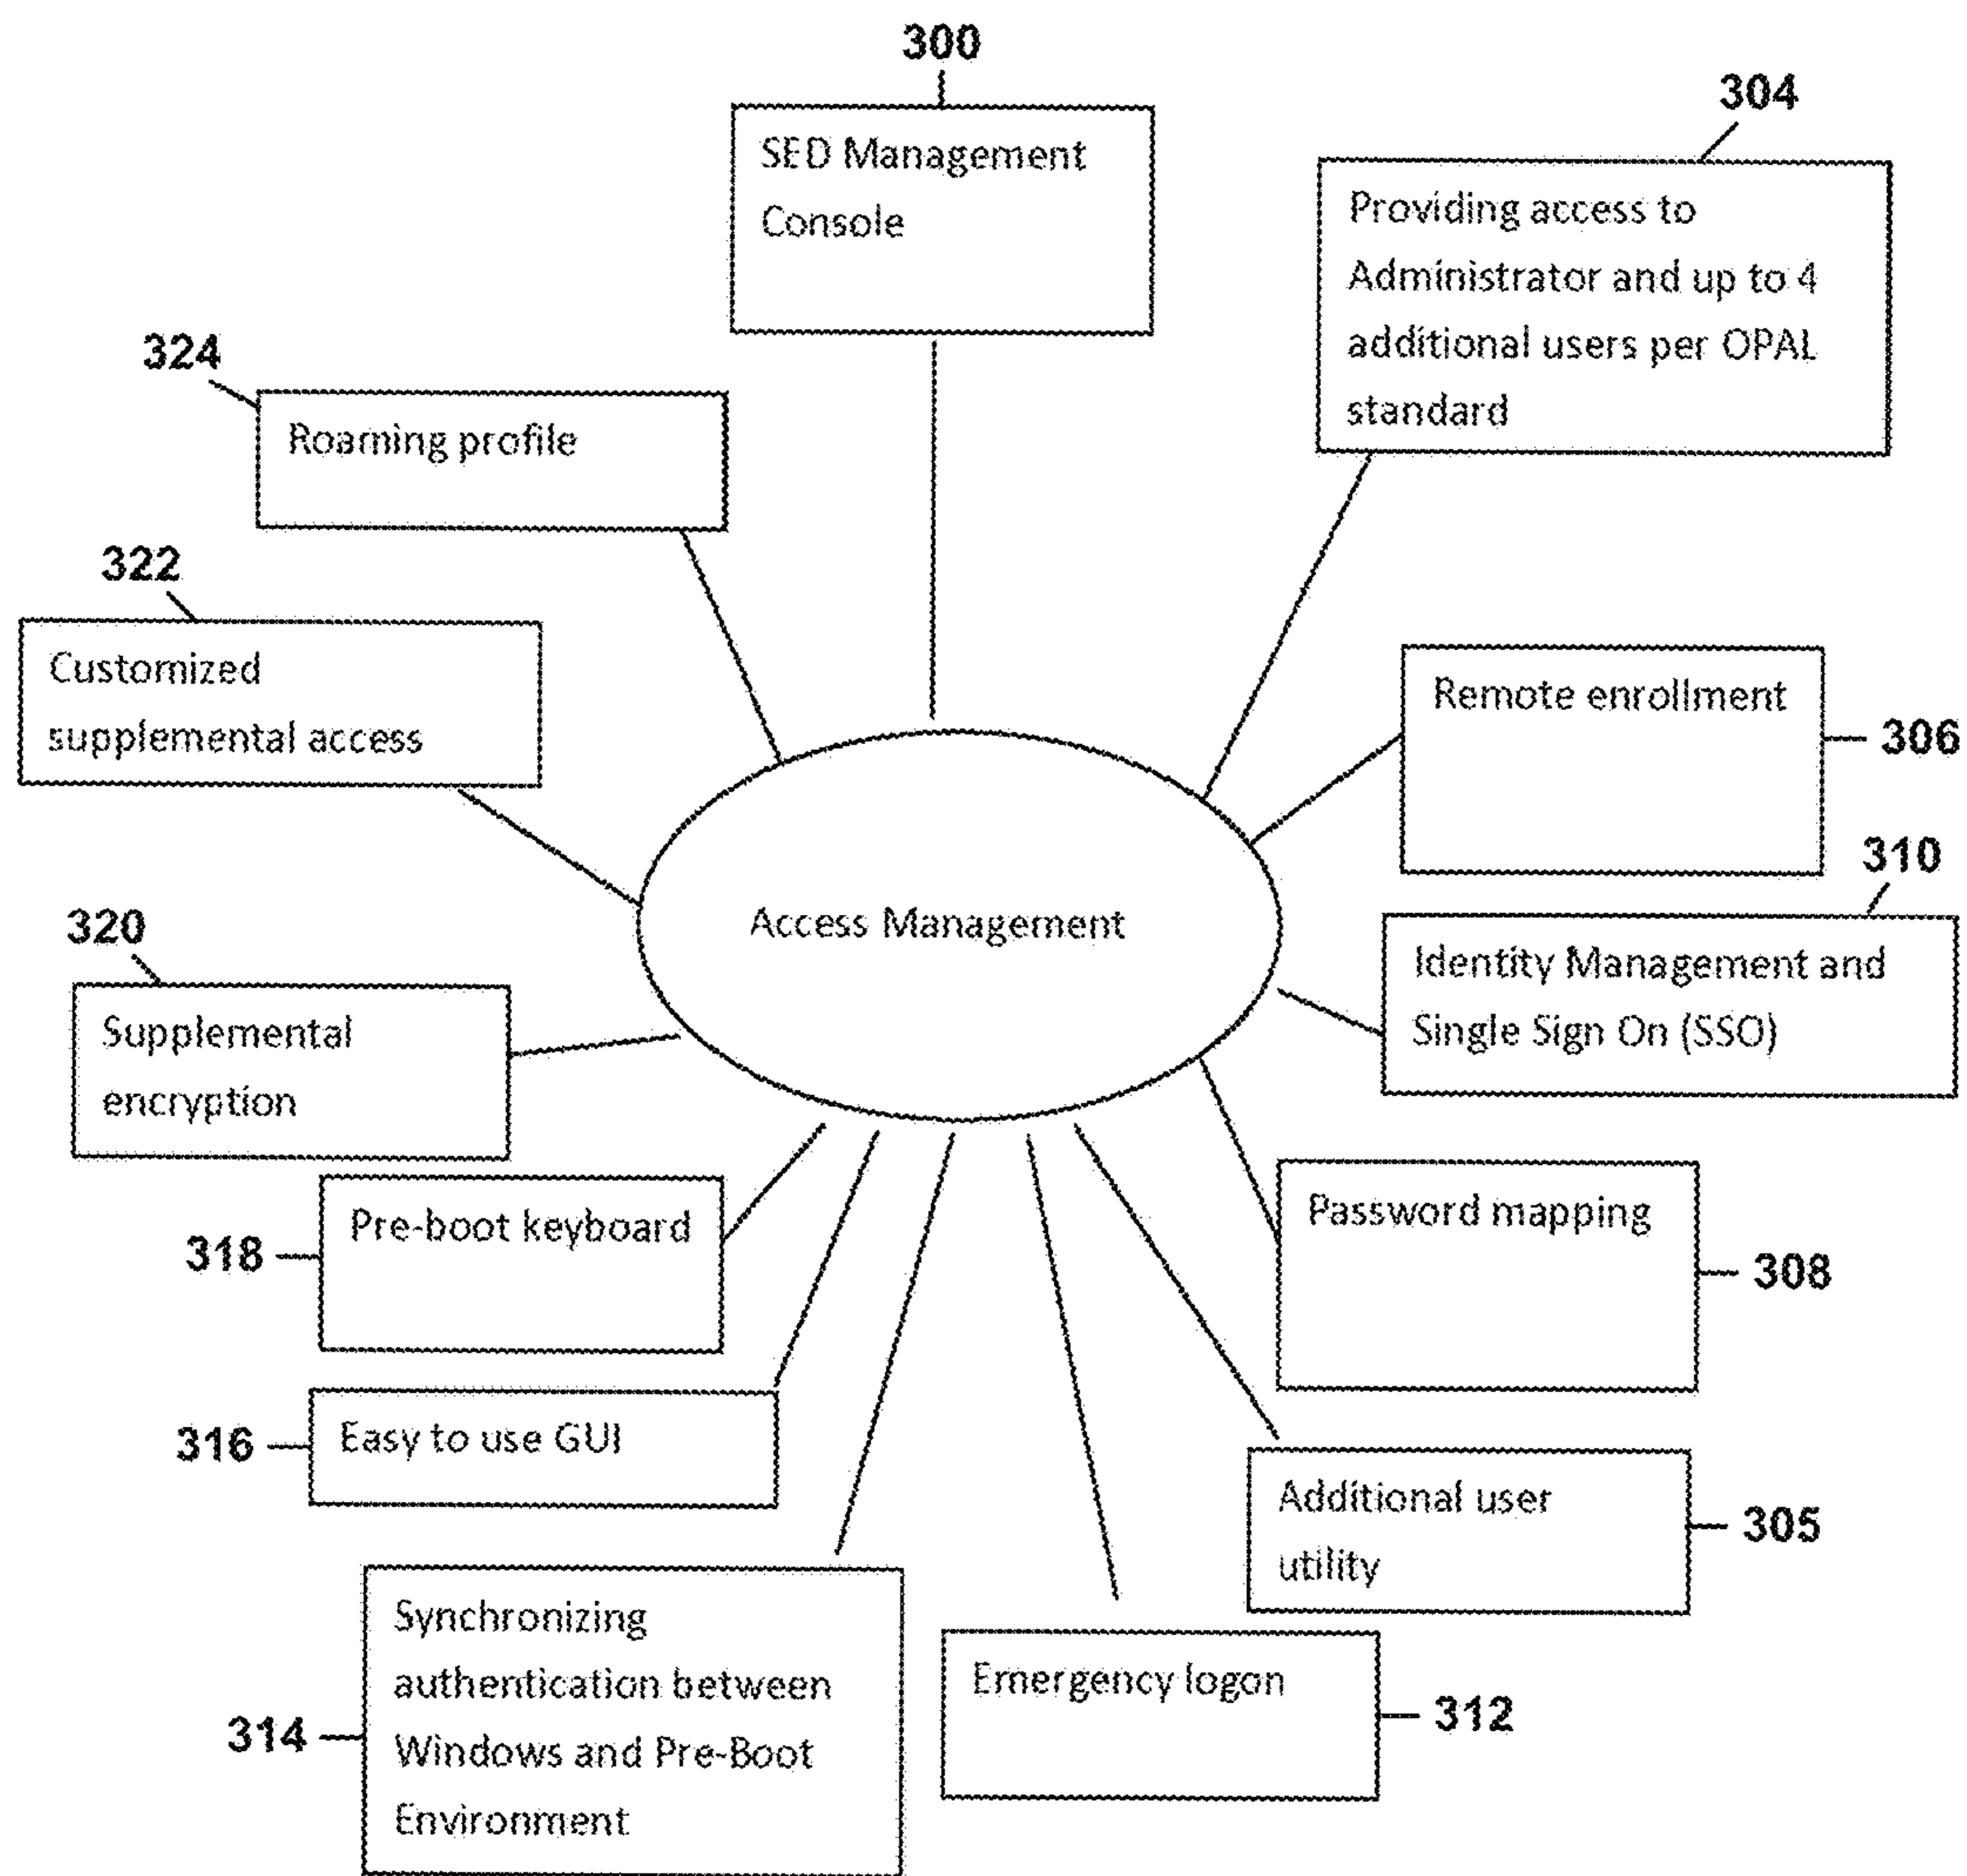 300
SED Management
Console
304
Providing access to
Administrator and up to 4
additional users per OPAL
standard
324
Roaming profile
322
Customized
supplemental access
Remote enrollment
306
310
Identity Management and
Single Sign On (SSO)
Access Management
320
Supplemental
encryption
Pre-boot keyboard
318
Password mapping
308
316
Easy to use GUI
Additional user
utility
305
Synchronizing
authentication between
Windows and Pre-Boot
Environment
314
Emergency logon
312